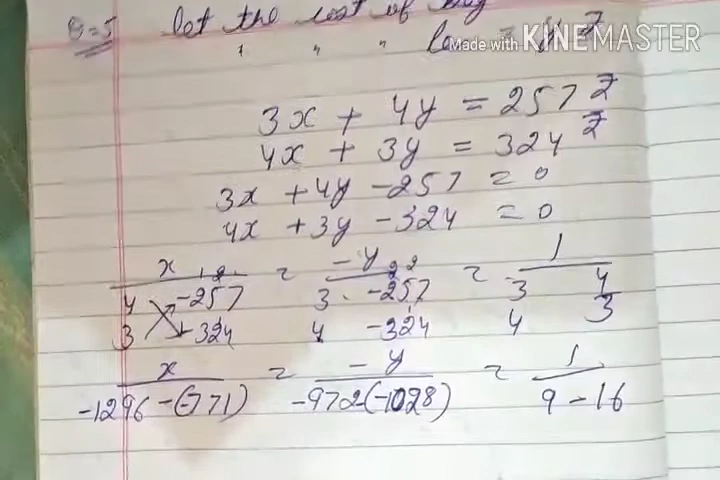 Q=5 let the cost of
" " " = y ₹
Made with KINEMASTER
3x + 4y = 257 ₹
4x + 3y = 324 ₹
3x + 4y - 257 = 0
4x + 3y - 324 = 0
x = -y = 1
4 -257 3 -257 3 4
3 -324 4 -324 4 3
x = -y = 1
-1296 -(-771) -972(-1028) 9 - 16